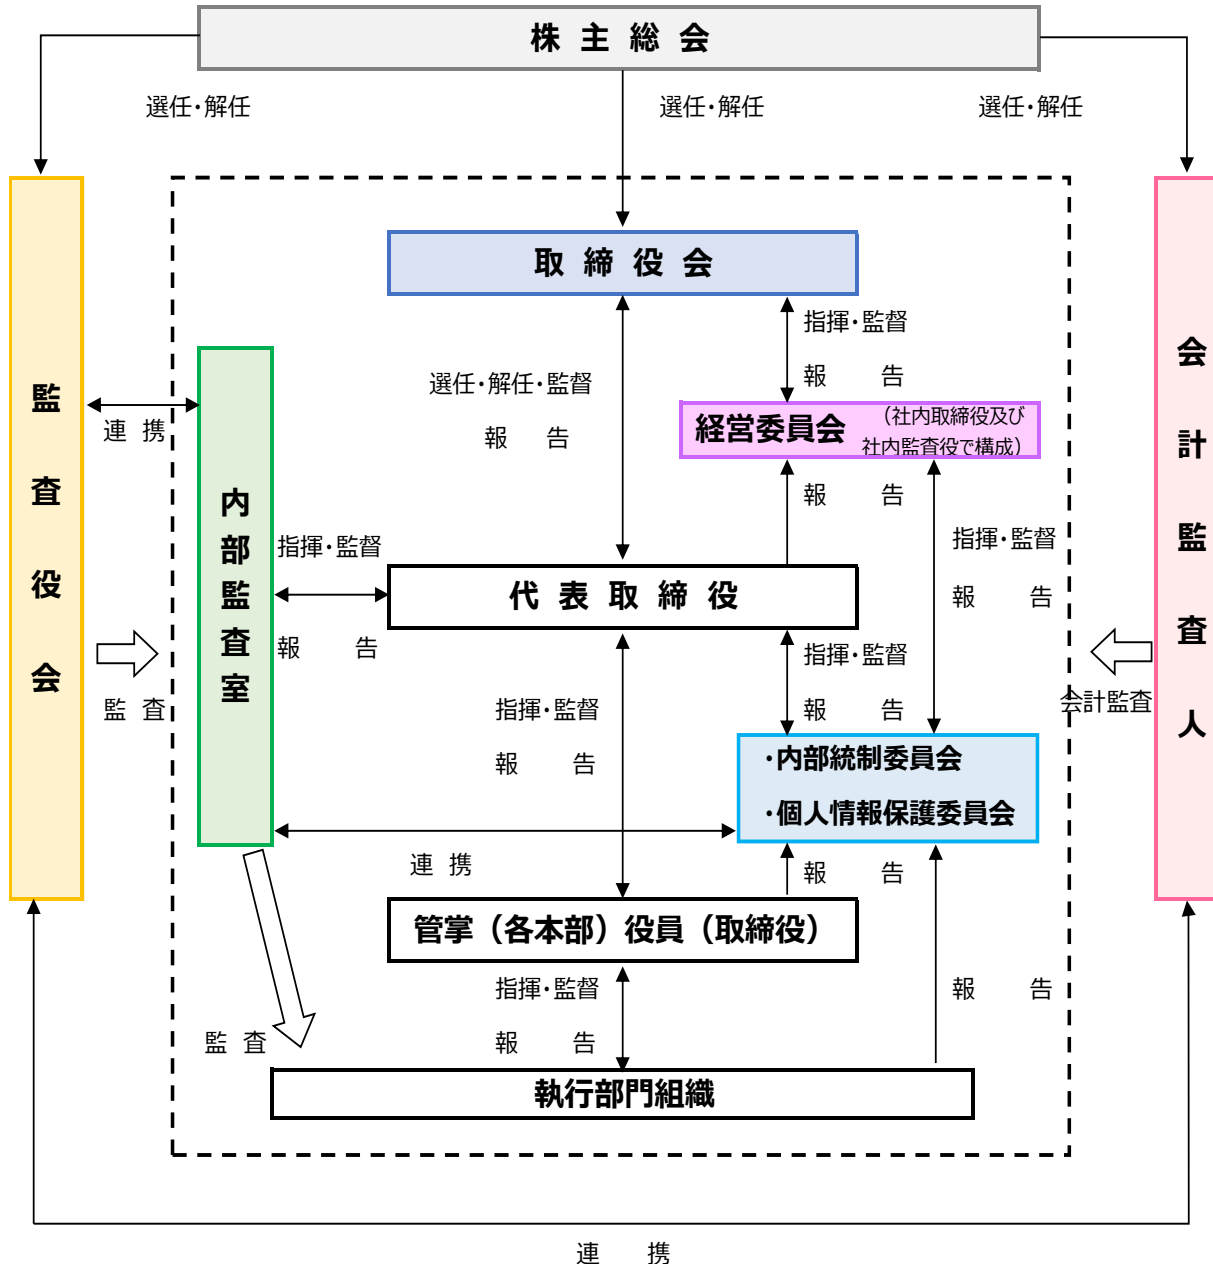 株 主 総 会
選任・解任
選任・解任
選任・解任
取 締 役 会
指揮・監督
報 告
選任・解任・監督
報 告
経営委員会
（社内取締役及び
社内監査役で構成）
監査役会
連 携
内部監査室
会計監査人
報 告
指揮・監督
報 告
指揮・監督
報 告
代 表 取 締 役
指揮・監督
報 告
監 査
会計監査
指揮・監督
報 告
・内部統制委員会
・個人情報保護委員会
連 携
報 告
管掌（各本部）役員（取締役）
指揮・監督
報 告
報 告
監 査
執行部門組織
連 携